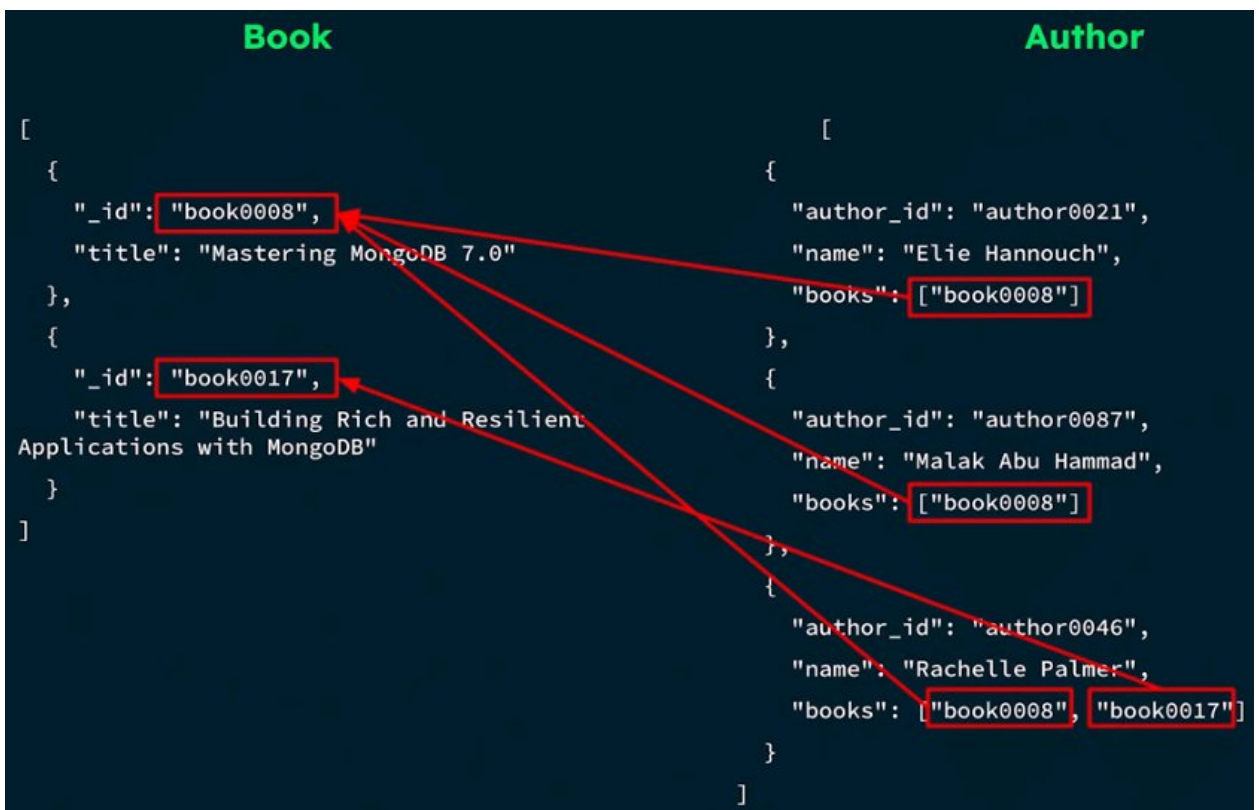 Book
[
{
"_id": "book0008",
"title": "Mastering MongoDB 7.0"
},
{
"_id": "book0017",
"title": "Building Rich and Resilient
Applications with MongoDB"
}
]
Author
[
{
"author_id": "author0021",
"name": "Elie Hannouch",
"books": ["book0008"]
},
{
"author_id": "author0087",
"name": "Malak Abu Hammad",
"books": ["book0008"]
},
{
"author_id": "author0046",
"name": "Rachelle Palmer",
"books": ["book0008", "book0017"]
}
]